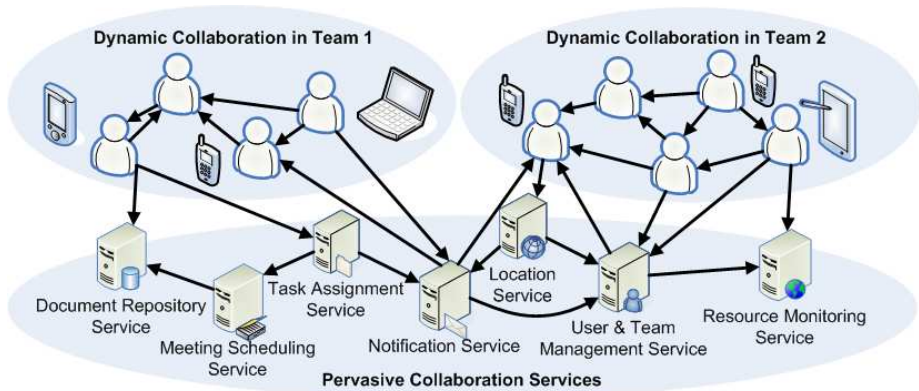 Dynamic Collaboration in Team 1
Dynamic Collaboration in Team 2
Document Repository
Service
Meeting Scheduling
Service
Task Assignment
Service
Notification Service
Location
Service
User & Team
Management Service
Resource Monitoring
Service
Pervasive Collaboration Services